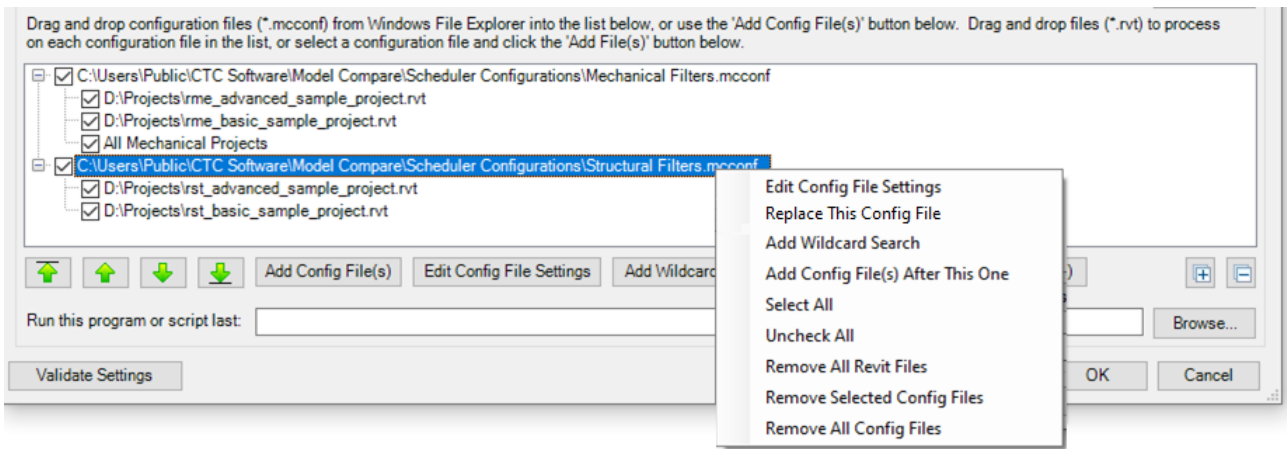 Drag and drop configuration files (*.mcconf) from Windows File Explorer into the list below, or use the 'Add Config File(s)' button below.  Drag and drop files (*.rvt) to process
on each configuration file in the list, or select a configuration file and click the 'Add File(s)' button below.
C:\Users\Public\CTC Software\Model Compare\Scheduler Configurations\Mechanical Filters.mcconf
D:\Projects\rme_advanced_sample_project.rvt
D:\Projects\rme_basic_sample_project.rvt
All Mechanical Projects
C:\Users\Public\CTC Software\Model Compare\Scheduler Configurations\Structural Filters.mcconf
D:\Projects\rst_advanced_sample_project.rvt
D:\Projects\rst_basic_sample_project.rvt
Edit Config File Settings
Replace This Config File
Add Wildcard Search
Add Config File(s) After This One
Select All
Uncheck All
Remove All Revit Files
Remove Selected Config Files
Remove All Config Files
Add Config File(s)
Edit Config File Settings
Add Wildcard
Run this program or script last:
Browse...
Validate Settings
OK
Cancel